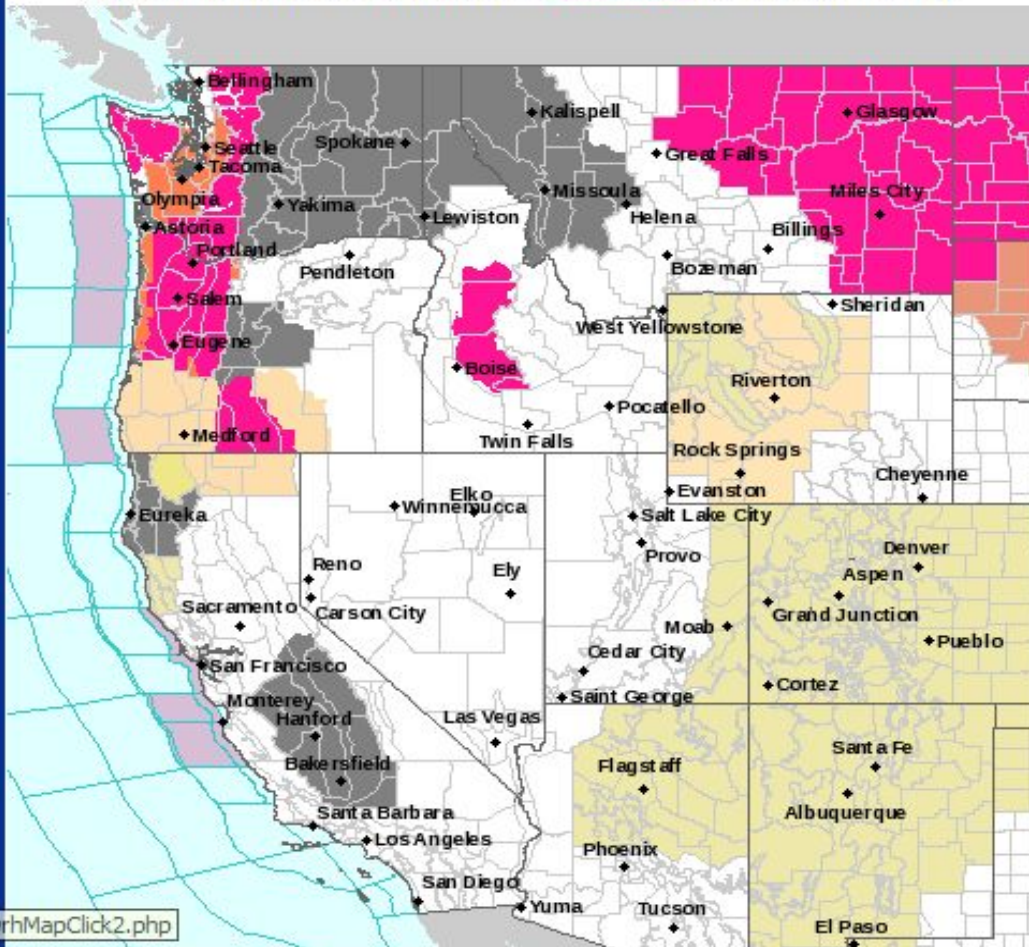 Bellingham
Kalispell
Glasgow
Spokane
Seattle
Great Falls
Tacoma
Missoula
Miles City
Olympia
Yakima
Lewiston
Helena
Astoria
Billings
Portland
Pendleton
Bozeman
Salem
Sheridan
West Yellowstone
Eugene
Boise
Riverton
Pocatello
Medford
Twin Falls
Rock Springs
Cheyenne
Elko
Evanston
Winnemucca
Eureka
Salt Lake City
Denver
Provo
Reno
Ely
Aspen
Sacramento
Carson City
Grand Junction
Moab
Pueblo
Cedar City
San Francisco
Cortez
Saint George
Monterey
Hanford
Las Vegas
Santa Fe
Bakersfield
Flagstaff
Albuquerque
Santa Barbara
Los Angeles
Phoenix
San Diego
Yuma
Tucson
rhMapClick2.php
El Paso